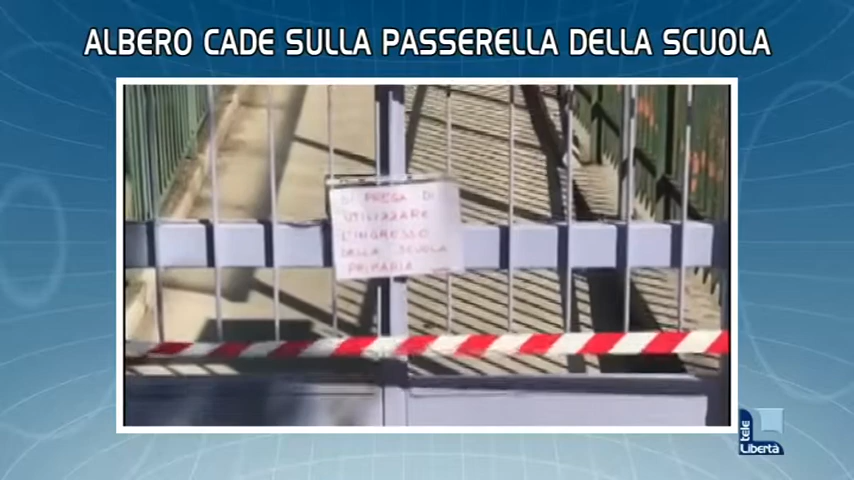 ALBERO CADE SULLA PASSERELLA DELLA SCUOLA
SI PREGA DI
UTILIZZARE
L'INGRESSO
DELLA SCUOLA
PRIMARIA
tele
Libertà